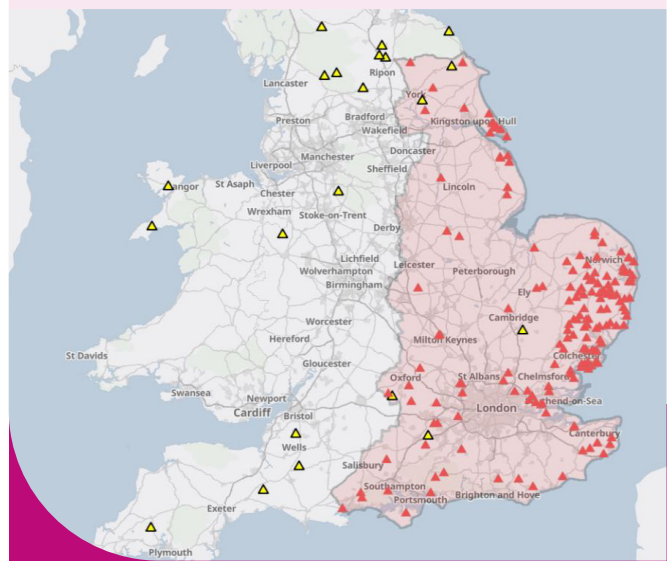 Ripon
Lancaster
York
Bradford
Preston
Kingston upon Hull
Wakefield
Doncaster
Manchester
Liverpool
Sheffield
Bangor
St Asaph
Chester
Lincoln
Wrexham
Stoke-on-Trent
Derby
Norwich
Lichfield
Leicester
Wolverhampton
Peterborough
Birmingham
Ely
Worcester
Cambridge
Hereford
Milton Keynes
St Davids
Gloucester
Colchester
Oxford
St Albans
Chelmsford
Swansea
Newport
Southend-on-Sea
London
Cardiff
Bristol
Canterbury
Wells
Salisbury
Southampton
Brighton and Hove
Portsmouth
Exeter
Plymouth